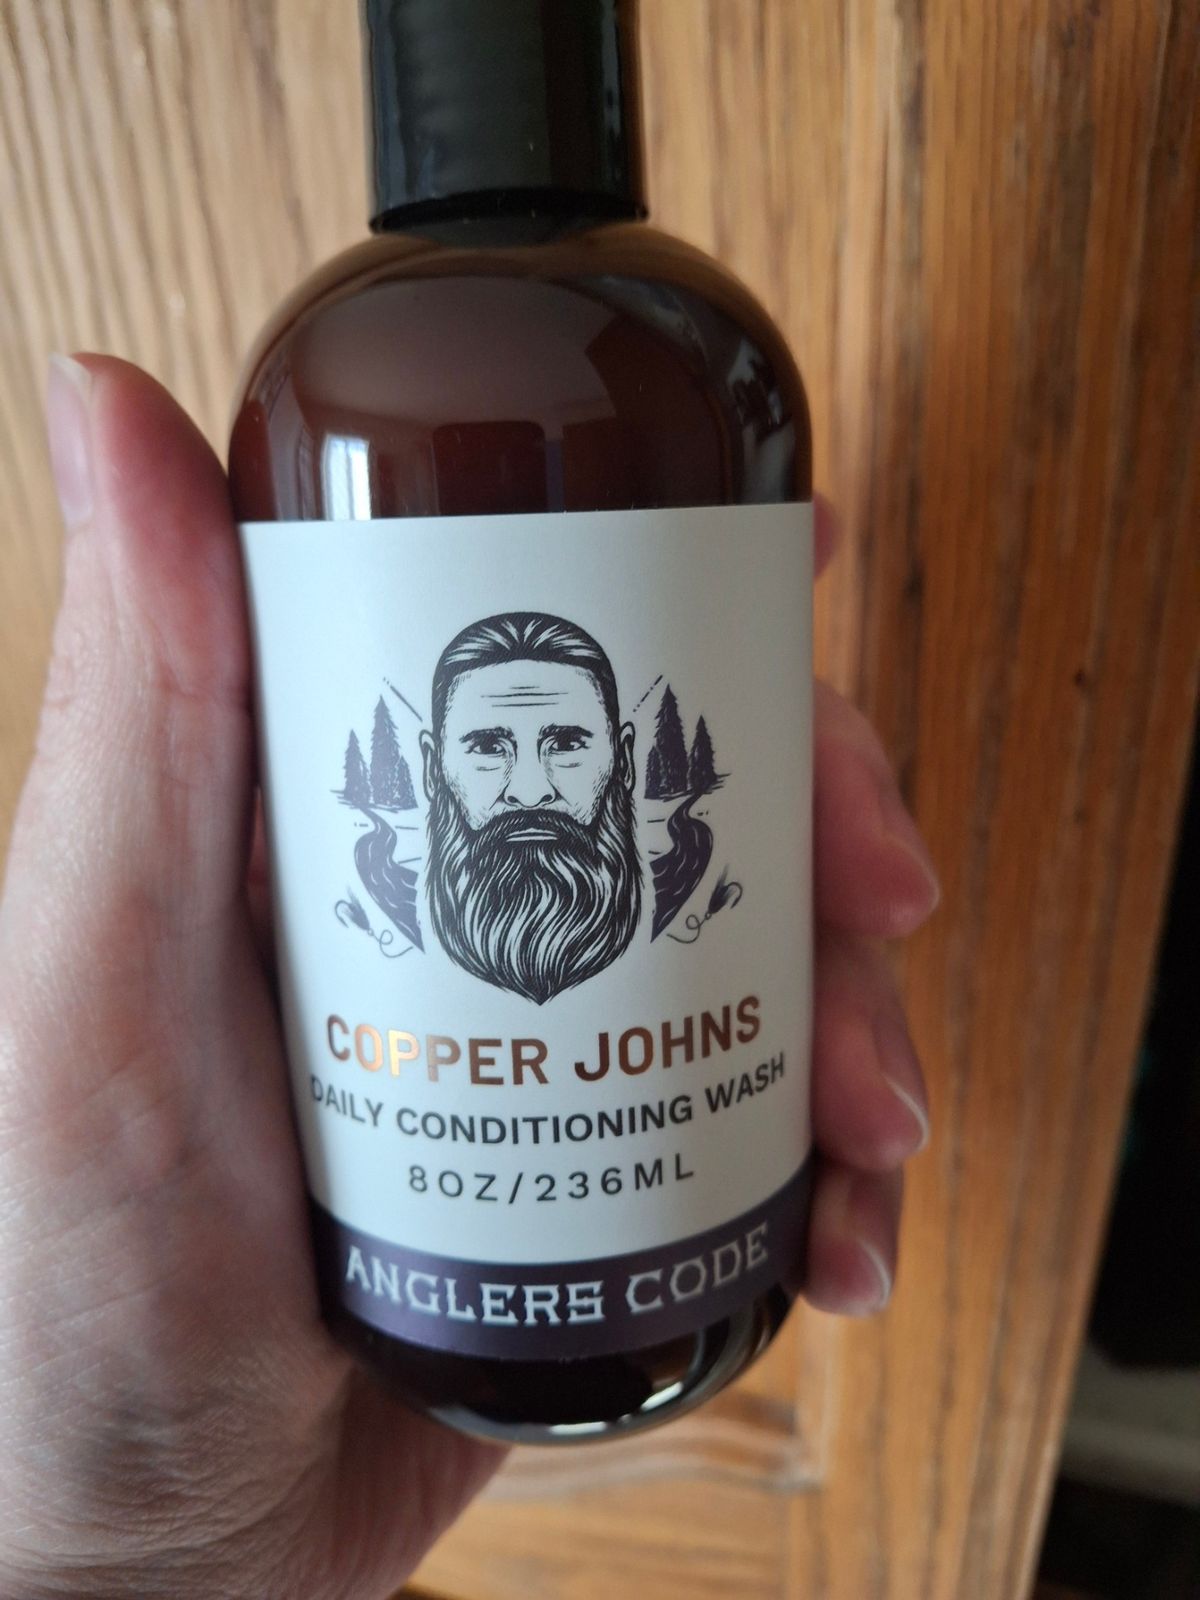 COPPER JOHNS
DAILY CONDITIONING WASH
8OZ/236ML
ANGLERS CODE